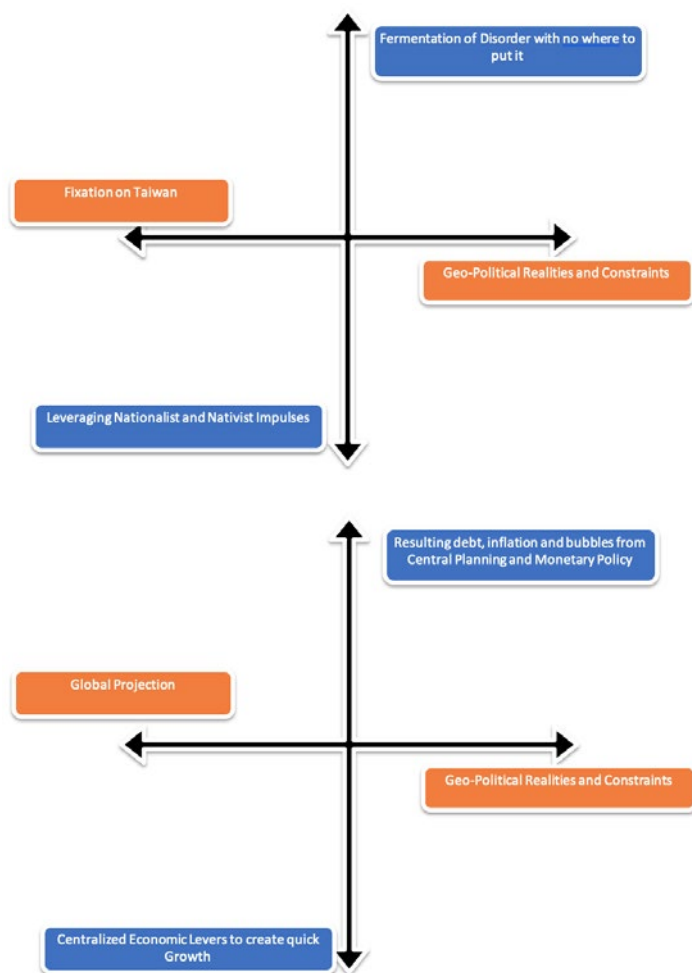 Fermentation of Disorder with no where to
put it
Fixation on Taiwan
Geo-Political Realities and Constraints
Leveraging Nationalist and Nativist Impulses
Resulting debt, inflation and bubbles from
Central Planning and Monetary Policy
Global Projection
Geo-Political Realities and Constraints
Centralized Economic Levers to create quick
Growth